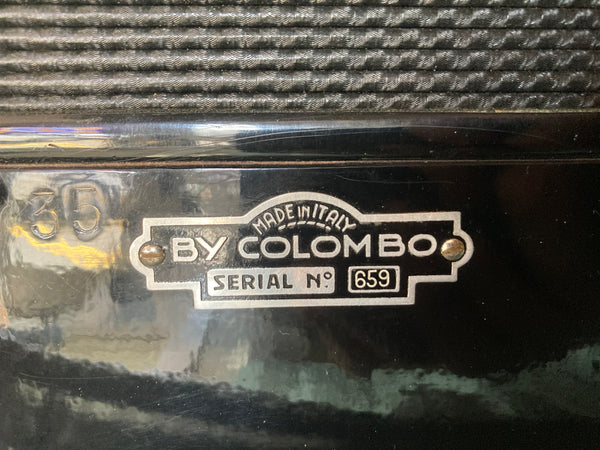 35
MADE IN ITALY
BY COLOMBO
SERIAL Nº 659